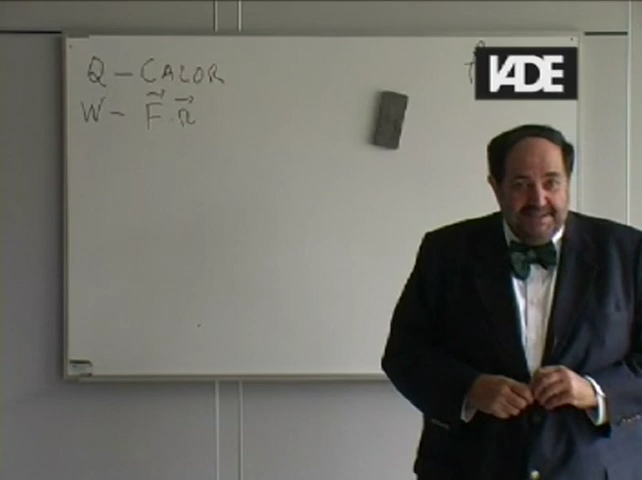 Q – CALOR
W – F⃗ . r⃗
IADE